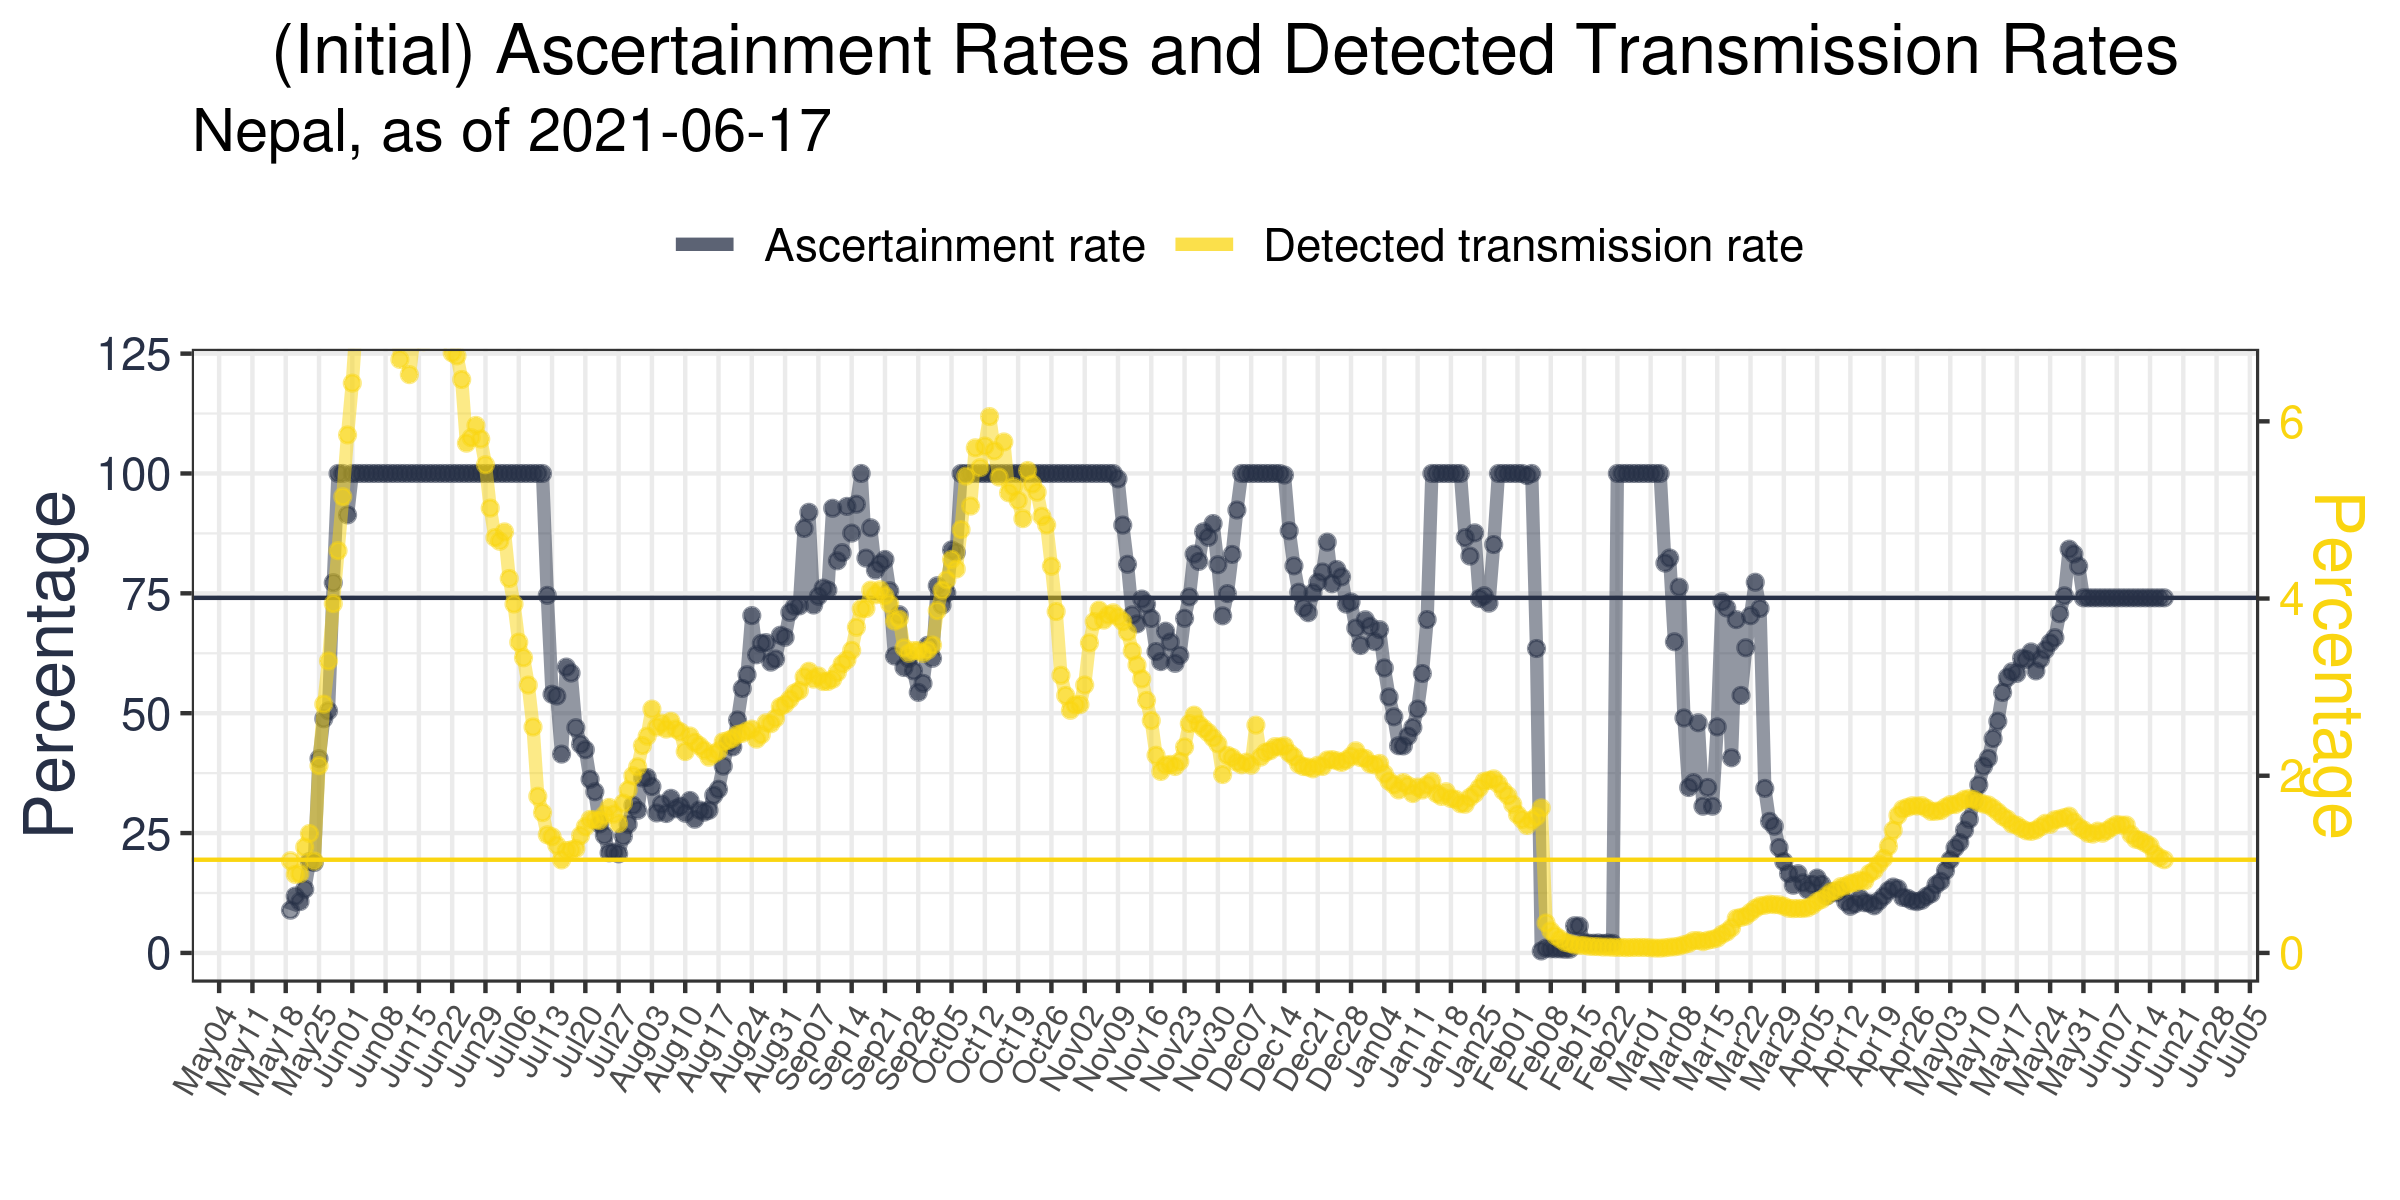 (Initial) Ascertainment Rates and Detected Transmission Rates
Nepal, as of 2021-06-17
Ascertainment rate
Detected transmission rate
Percentage
125
100
75
50
25
0
6
4
2
0
Percentage
May04
May11
May18
May25
Jun01
Jun08
Jun15
Jun22
Jun29
Jul06
Jul13
Jul20
Jul27
Aug03
Aug10
Aug17
Aug24
Aug31
Sep07
Sep14
Sep21
Sep28
Oct05
Oct12
Oct19
Oct26
Nov02
Nov09
Nov16
Nov23
Nov30
Dec07
Dec14
Dec21
Dec28
Jan04
Jan11
Jan18
Jan25
Feb01
Feb08
Feb15
Feb22
Mar01
Mar08
Mar15
Mar22
Mar29
Apr05
Apr12
Apr19
Apr26
May03
May10
May17
May24
May31
Jun07
Jun14
Jun21
Jun28
Jul05